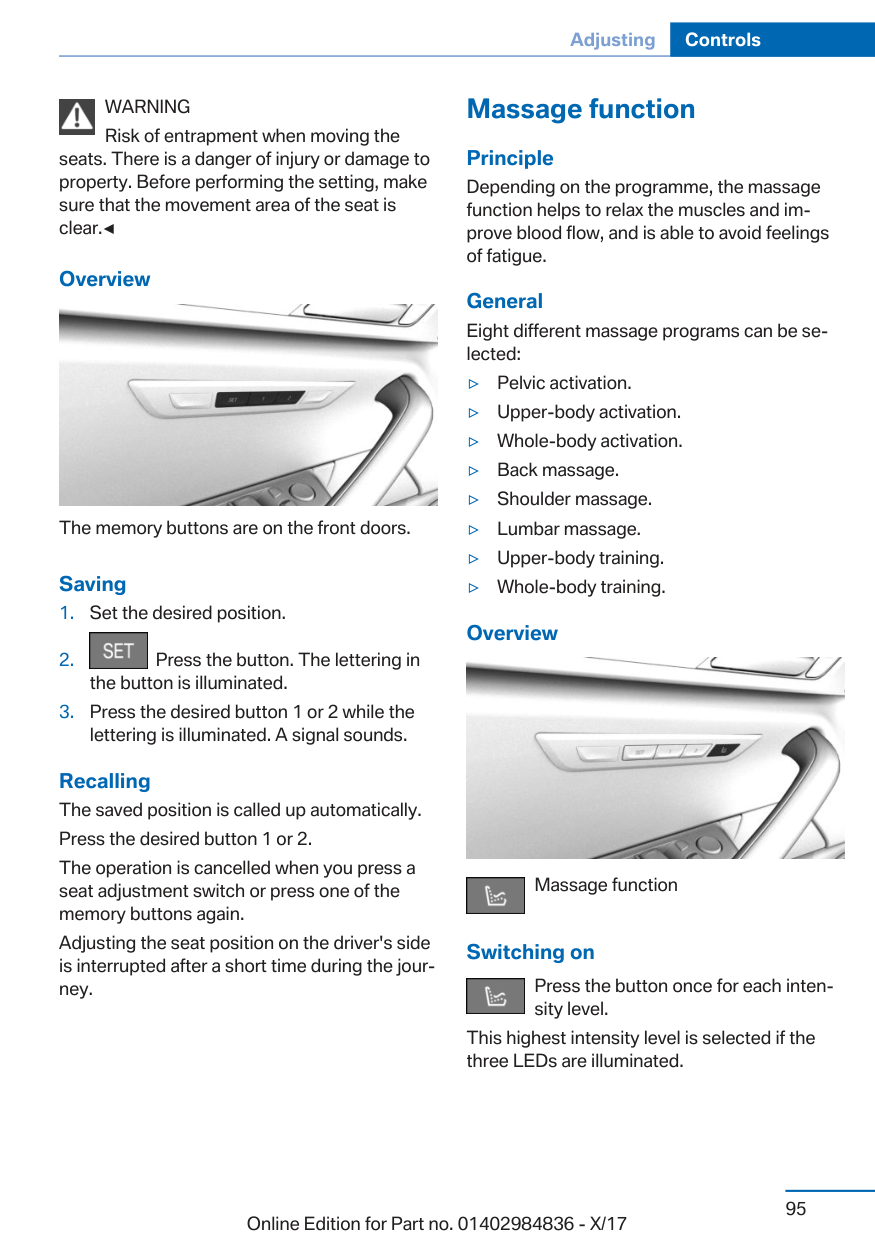 Adjusting Controls
WARNING
Risk of entrapment when moving the
seats. There is a danger of injury or damage to
property. Before performing the setting, make
sure that the movement area of the seat is
clear.◄
Overview
SET 1 2
The memory buttons are on the front doors.
Saving
1. Set the desired position.
2. SET Press the button. The lettering in
the button is illuminated.
3. Press the desired button 1 or 2 while the
lettering is illuminated. A signal sounds.
Recalling
The saved position is called up automatically.
Press the desired button 1 or 2.
The operation is cancelled when you press a
seat adjustment switch or press one of the
memory buttons again.
Adjusting the seat position on the driver's side
is interrupted after a short time during the jour-
ney.
Massage function
Principle
Depending on the programme, the massage
function helps to relax the muscles and im-
prove blood flow, and is able to avoid feelings
of fatigue.
General
Eight different massage programs can be se-
lected:
▷ Pelvic activation.
▷ Upper-body activation.
▷ Whole-body activation.
▷ Back massage.
▷ Shoulder massage.
▷ Lumbar massage.
▷ Upper-body training.
▷ Whole-body training.
Overview
SET 1 2
Massage function
Switching on
Press the button once for each inten-
sity level.
This highest intensity level is selected if the
three LEDs are illuminated.
95
Online Edition for Part no. 01402984836 - X/17